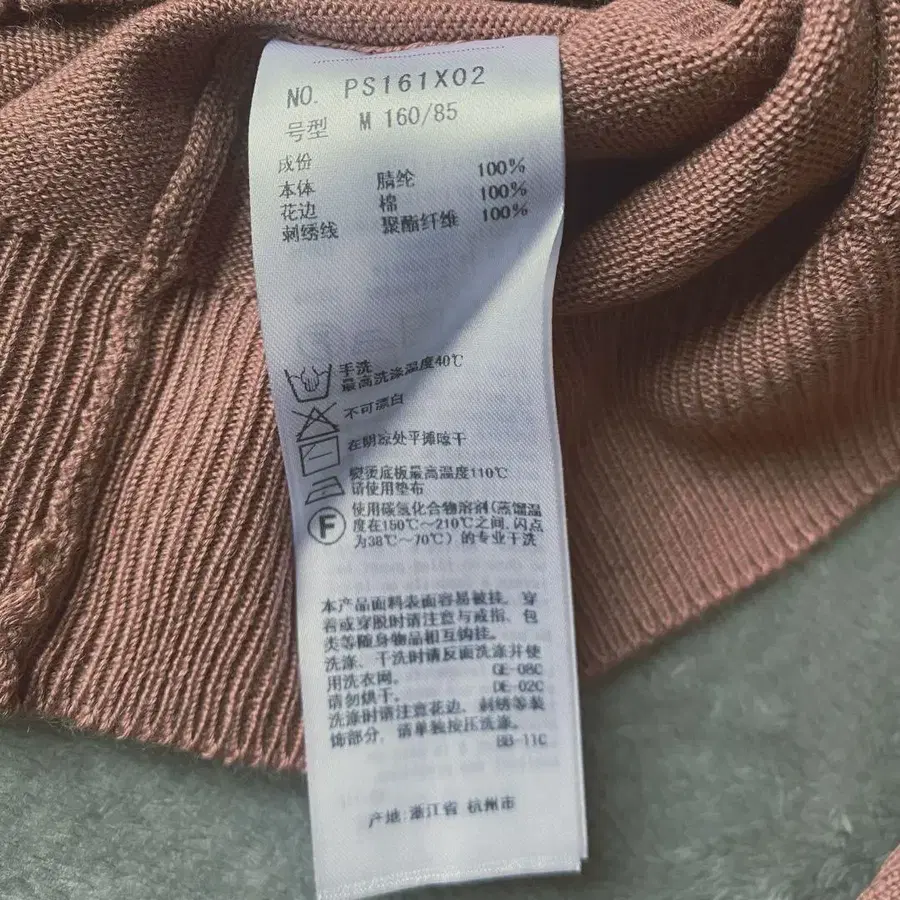 NO. PS161X02
号型 M 160/85
成份
本体 腈纶 100%
花边 棉 100%
刺绣线 聚酯纤维 100%
手洗
最高洗涤温度40℃
不可漂白
在阴凉处平摊晾干
熨烫底板最高温度110℃
请使用垫布
F
使用碳氢化合物溶剂(蒸馏温
度在150℃～210℃之间,闪点
为38℃～70℃)的专业干洗
本产品面料表面容易被挂，穿
着或穿脱时请注意与戒指、包
类等随身物品相互钩挂。
洗涤、干洗时请反面洗涤并使
用洗衣网。 GE-08C
请勿烘干。 DE-02C
洗涤时请注意花边，刺绣等装
饰部分，请单独按压洗涤。
BB-11C
产地:浙江省 杭州市